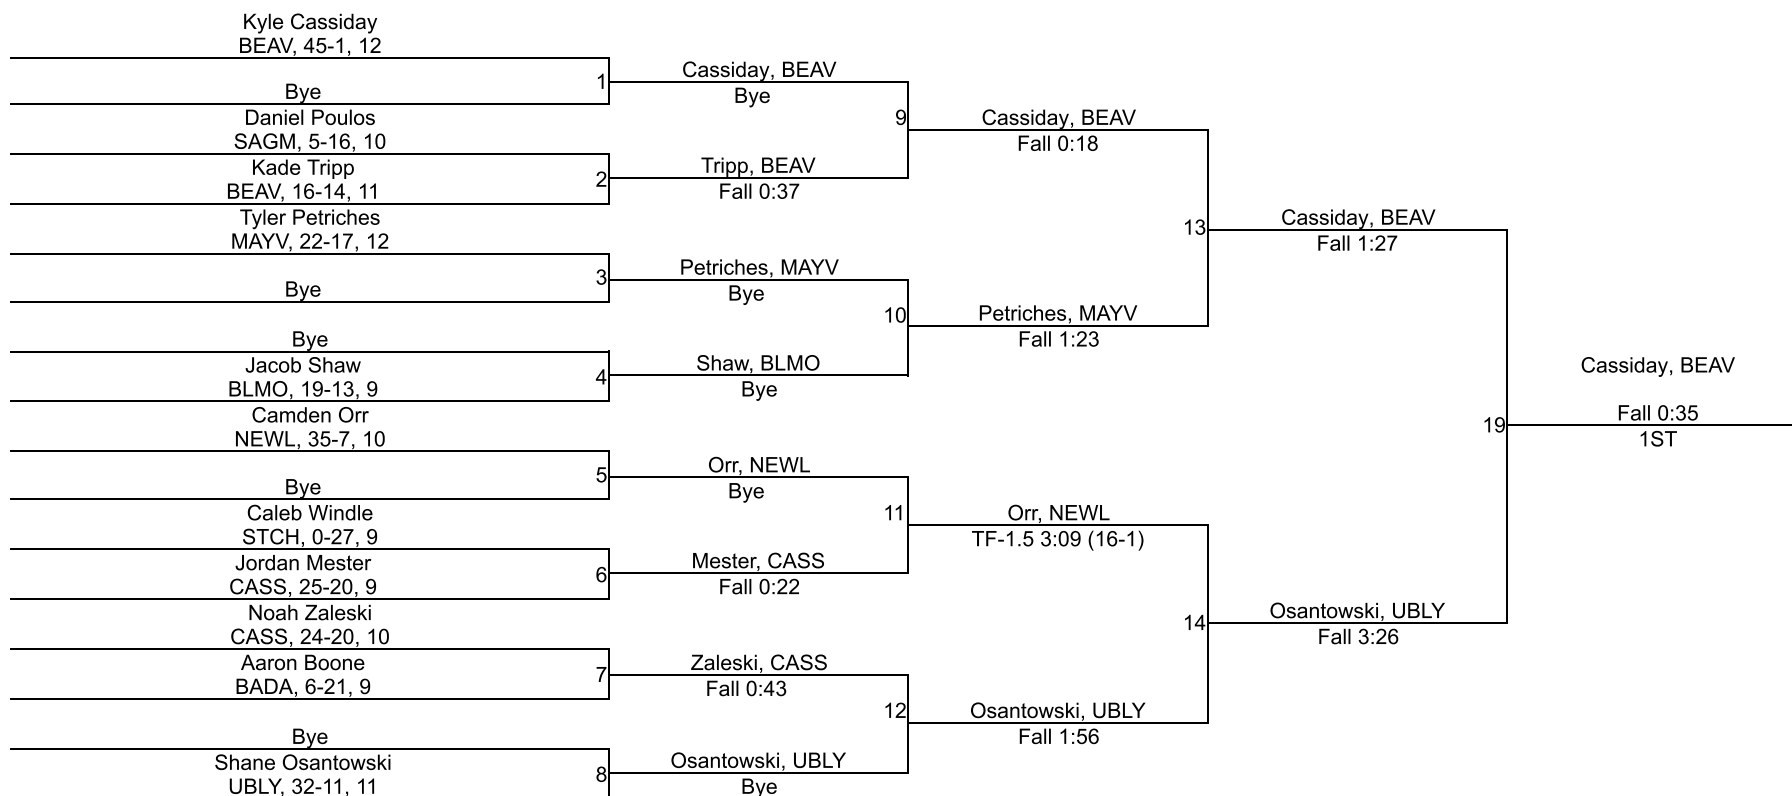 Kyle Cassiday
BEAV, 45-1, 12
Bye
1
Daniel Poulos
SAGM, 5-16, 10
Kade Tripp
BEAV, 16-14, 11
2
Tyler Petriches
MAYV, 22-17, 12
Bye
3
Bye
Jacob Shaw
BLMO, 19-13, 9
4
Camden Orr
NEWL, 35-7, 10
Bye
5
Caleb Windle
STCH, 0-27, 9
Jordan Mester
CASS, 25-20, 9
6
Noah Zaleski
CASS, 24-20, 10
Aaron Boone
BADA, 6-21, 9
7
Bye
Shane Osantowski
UBLY, 32-11, 11
8
Cassiday, BEAV
Bye
9
Tripp, BEAV
Fall 0:37
Petriches, MAYV
Bye
10
Shaw, BLMO
Bye
Orr, NEWL
Bye
11
Mester, CASS
Fall 0:22
Zaleski, CASS
Fall 0:43
12
Osantowski, UBLY
Bye
Cassiday, BEAV
Fall 0:18
13
Petriches, MAYV
Fall 1:23
Orr, NEWL
TF-1.5 3:09 (16-1)
14
Osantowski, UBLY
Fall 1:56
Cassiday, BEAV
Fall 1:27
19
Osantowski, UBLY
Fall 3:26
Cassiday, BEAV
Fall 0:35
1ST